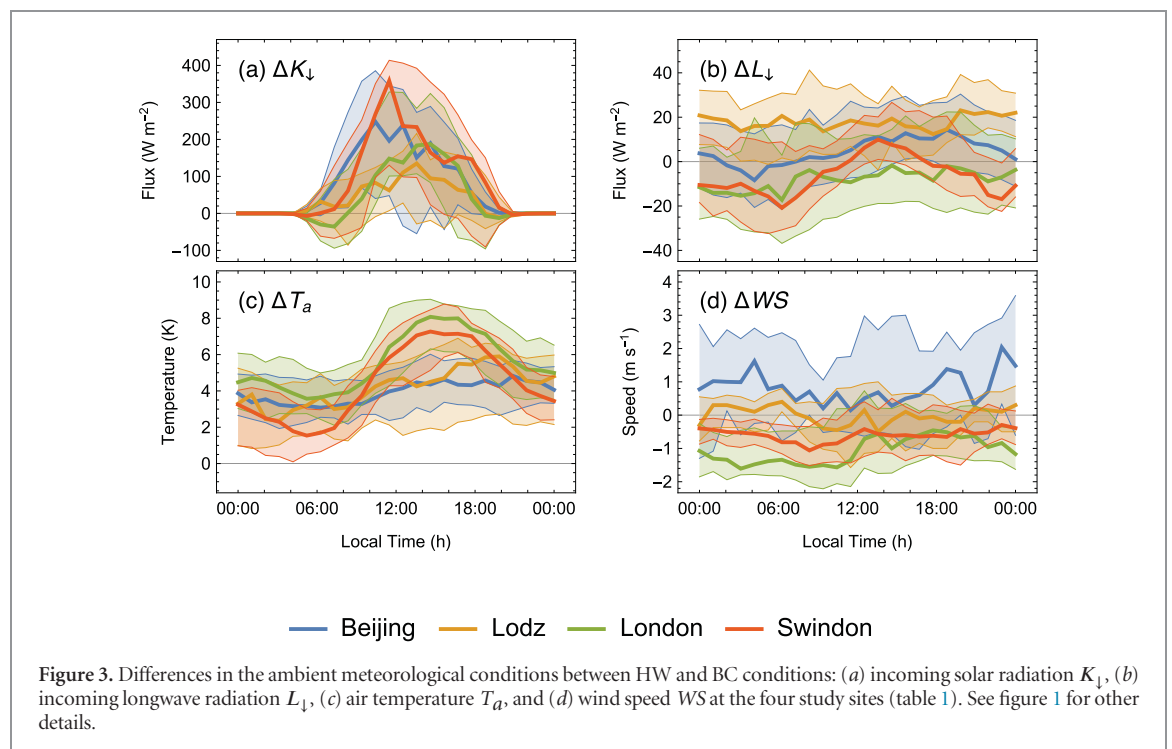 (a) ΔK↓
(b) ΔL↓
Flux (W m⁻²)
400
300
200
100
0
−100
Flux (W m⁻²)
40
20
0
−20
−40
(c) ΔTₐ
(d) ΔWS
Temperature (K)
10
8
6
4
2
0
Speed (m s⁻¹)
4
3
2
1
0
−1
−2
00:00 06:00 12:00 18:00 00:00
00:00 06:00 12:00 18:00 00:00
Local Time (h)
Local Time (h)
Beijing Lodz London Swindon
Figure 3. Differences in the ambient meteorological conditions between HW and BC conditions: (a) incoming solar radiation K↓, (b)
incoming longwave radiation L↓, (c) air temperature Tₐ, and (d) wind speed WS at the four study sites (table 1). See figure 1 for other
details.